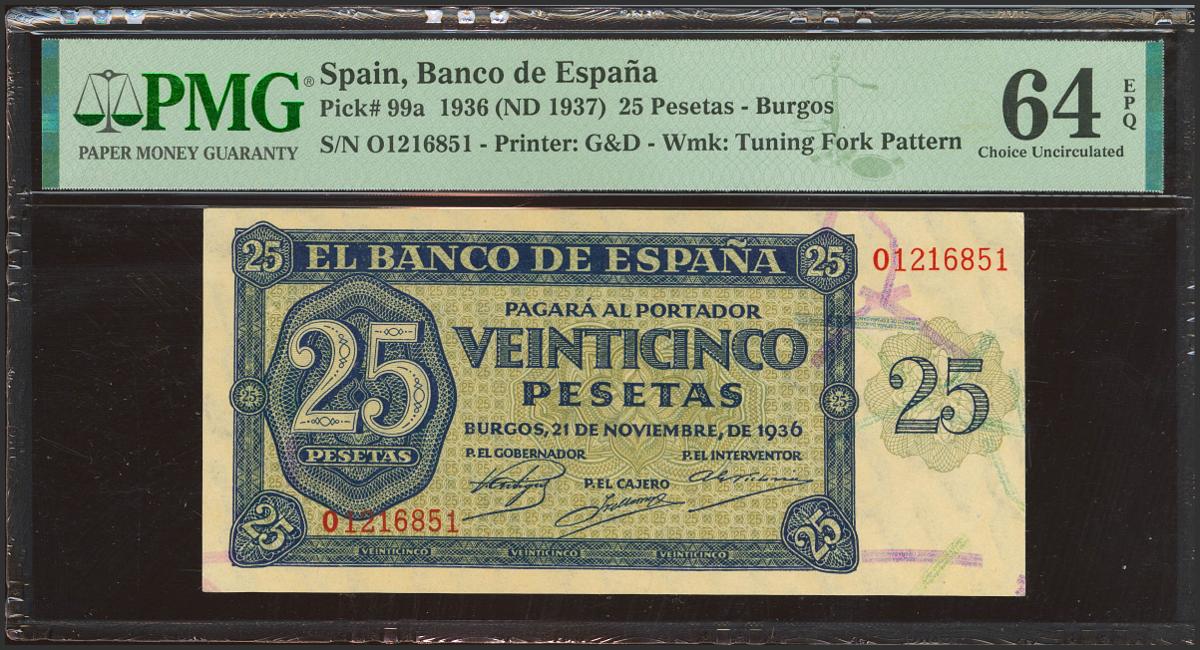 PMG®
PAPER MONEY GUARANTY
Spain, Banco de España
Pick# 99a 1936 (ND 1937) 25 Pesetas - Burgos
S/N O1216851 - Printer: G&D - Wmk: Tuning Fork Pattern
64
EPQ
Choice Uncirculated
25 EL BANCO DE ESPAÑA 25
O1216851
PAGARÁ AL PORTADOR
VEINTICINCO
PESETAS
25
PESETAS
25
25
25
BURGOS, 21 DE NOVIEMBRE, DE 1936
P. EL GOBERNADOR
P. EL INTERVENTOR
P. EL CAJERO
O1216851
25
25
VEINTICINCO VEINTICINCO VEINTICINCO